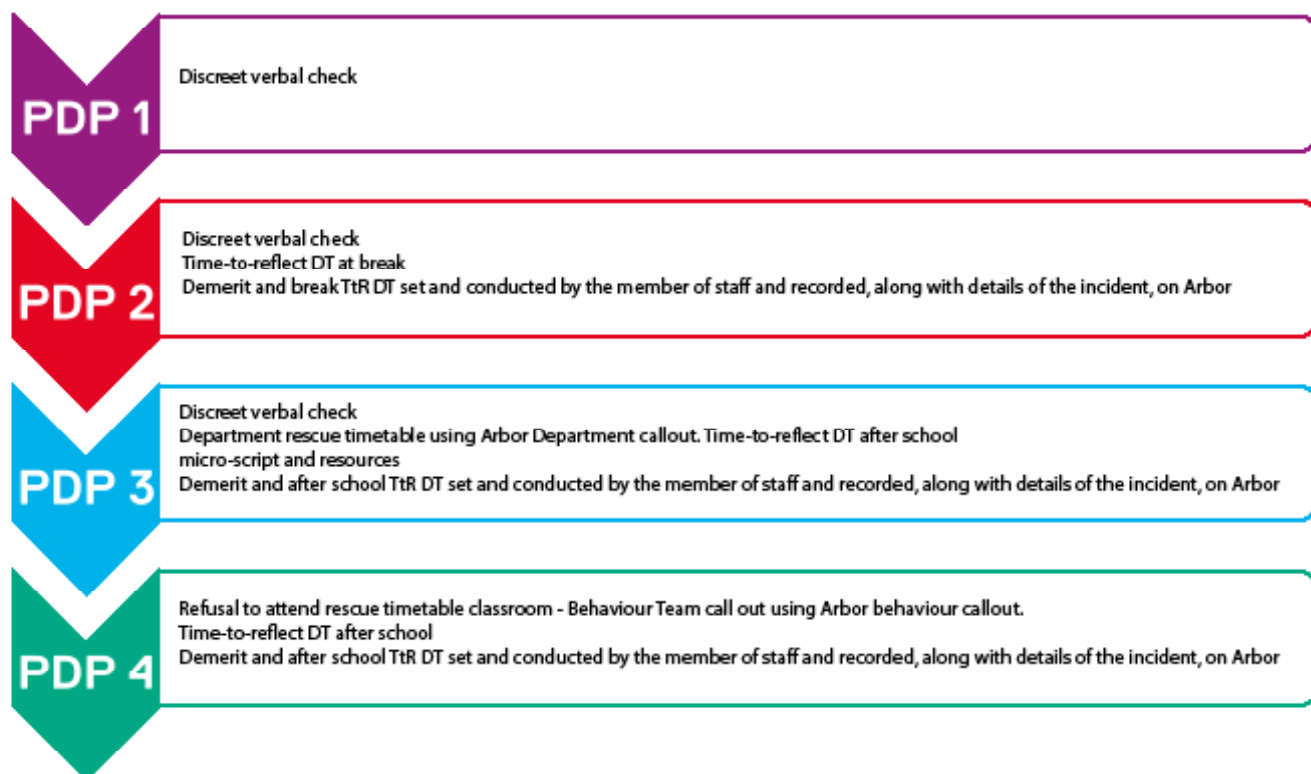 PDP 1
Discreet verbal check
PDP 2
Discreet verbal check
Time-to-reflect DT at break
Demerit and break TtR DT set and conducted by the member of staff and recorded, along with details of the incident, on Arbor
PDP 3
Discreet verbal check
Department rescue timetable using Arbor Department callout. Time-to-reflect DT after school
micro-script and resources
Demerit and after school TtR DT set and conducted by the member of staff and recorded, along with details of the incident, on Arbor
PDP 4
Refusal to attend rescue timetable classroom - Behaviour Team call out using Arbor behaviour callout.
Time-to-reflect DT after school
Demerit and after school TtR DT set and conducted by the member of staff and recorded, along with details of the incident, on Arbor